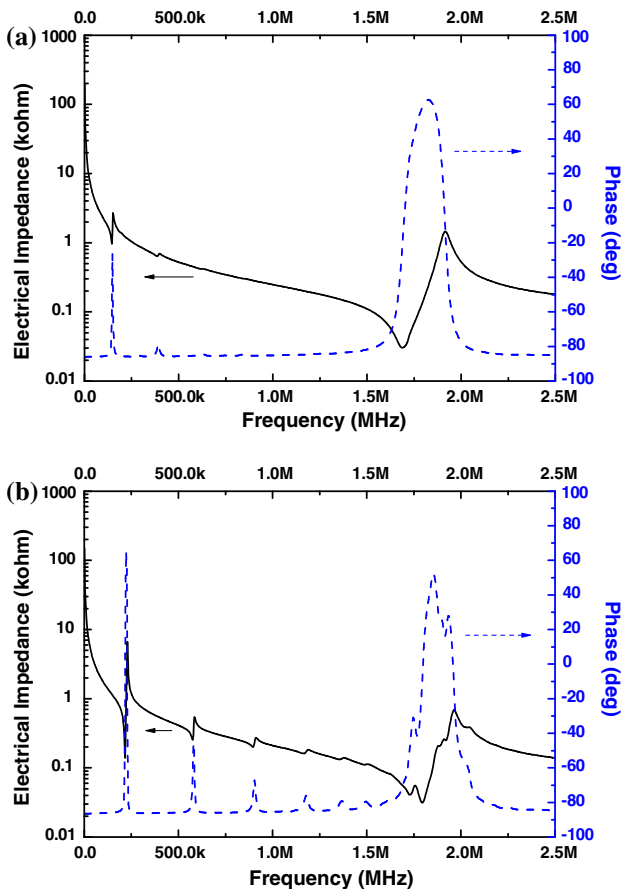 (a)
0.0 500.0k 1.0M 1.5M 2.0M 2.5M
1000
100
10
1
0.1
0.01
Electrical Impedance (kohm)
100
80
60
40
20
0
-20
-40
-60
-80
-100
Phase (deg)
0.0 500.0k 1.0M 1.5M 2.0M 2.5M
Frequency (MHz)
(b)
0.0 500.0k 1.0M 1.5M 2.0M 2.5M
1000
100
10
1
0.1
0.01
Electrical Impedance (kohm)
100
80
60
40
20
0
-20
-40
-60
-80
-100
Phase (deg)
0.0 500.0k 1.0M 1.5M 2.0M 2.5M
Frequency (MHz)